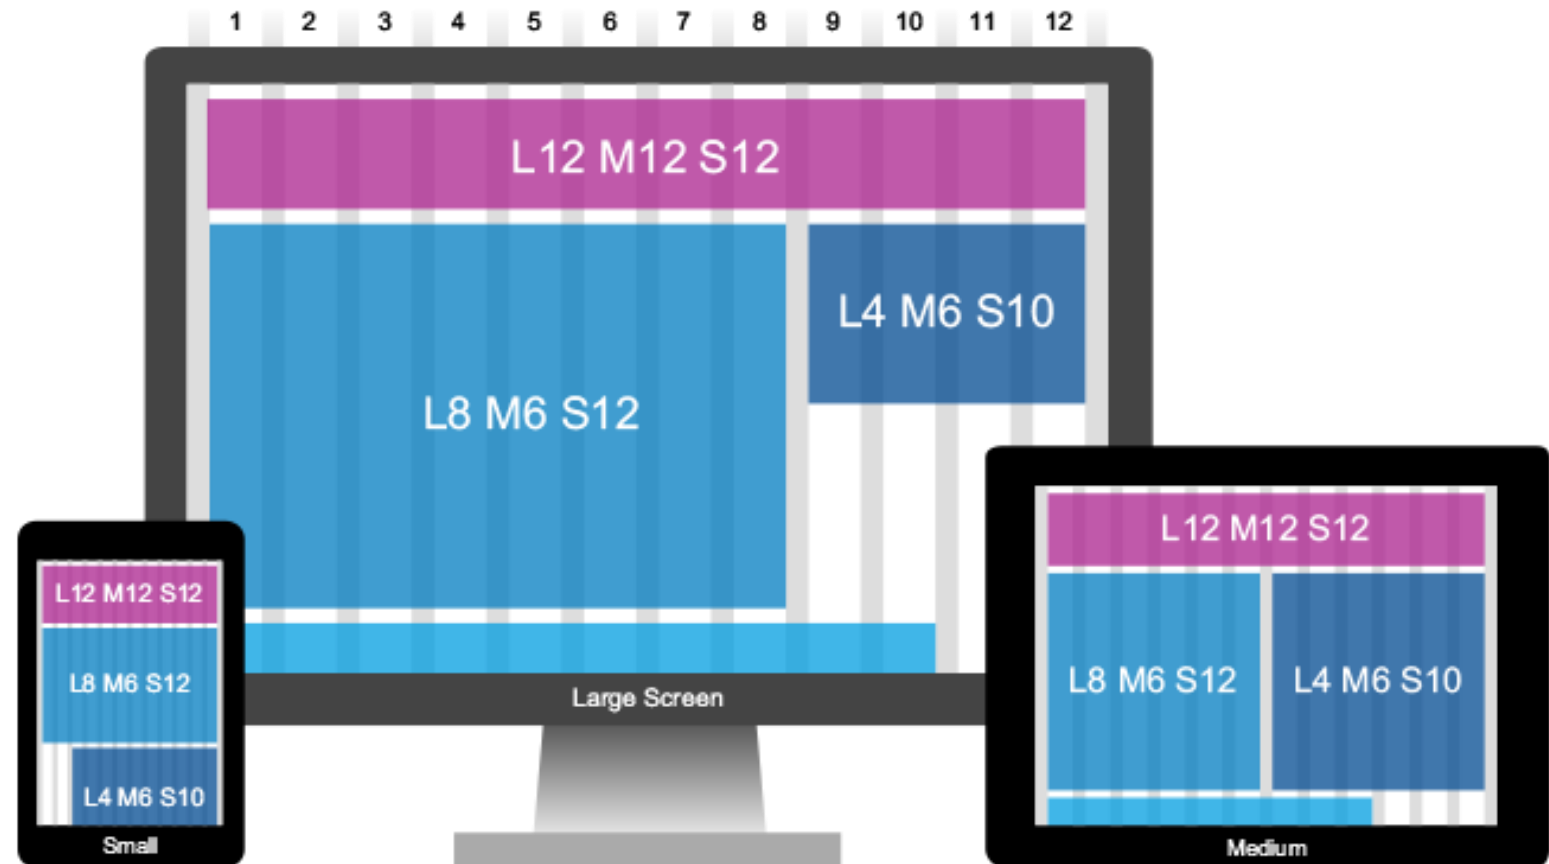 1 2 3 4 5 6 7 8 9 10 11 12
L12 M12 S12
L8 M6 S12
L4 M6 S10
Large Screen
L12 M12 S12
L8 M6 S12
L4 M6 S10
Small
L12 M12 S12
L8 M6 S12 L4 M6 S10
Medium